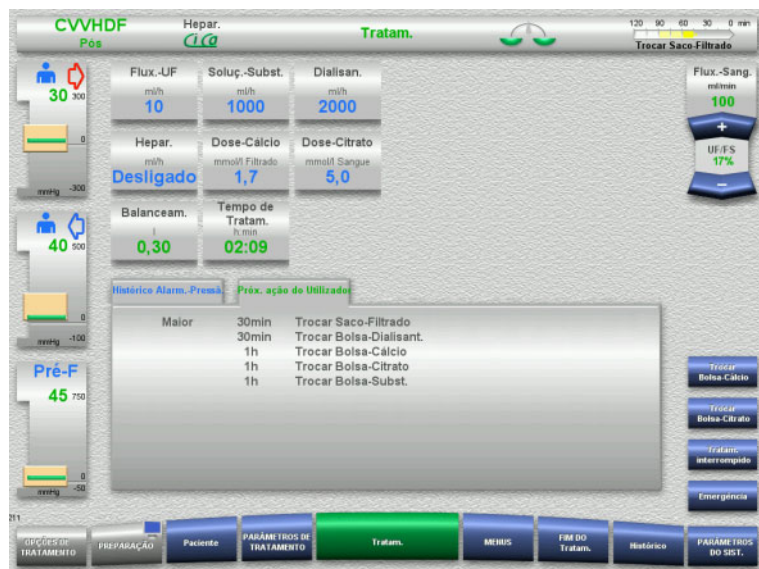 CVVHDF
Pós
Hepar.
Ci Ca
Tratam.
120 90 60 30 0 min
Trocar Saco-Filtrado
30
300
0
mmHg -300
40
500
0
mmHg -100
Pré-F
45
750
0
mmHg -50
Flux.-UF
ml/h
10
Soluç.-Subst.
ml/h
1000
Dialisan.
ml/h
2000
Hepar.
ml/h
Desligado
Dose-Cálcio
mmol/l Filtrado
1,7
Dose-Citrato
mmol/l Sangue
5,0
Balanceam.
l
0,30
Tempo de
Tratam.
h:min
02:09
Flux.-Sang.
ml/min
100
+
UF/FS
17%
–
Histórico Alarm.-Pressã.
Próx. ação do Utilizador
Maior 30min Trocar Saco-Filtrado
30min Trocar Bolsa-Dialisant.
1h Trocar Bolsa-Cálcio
1h Trocar Bolsa-Citrato
1h Trocar Bolsa-Subst.
Trocar
Bolsa-Cálcio
Trocar
Bolsa-Citrato
Tratam.
interrompido
Emergência
211
OPÇÕES DE
TRATAMENTO
PREPARAÇÃO
Paciente
PARÂMETROS DE
TRATAMENTO
Tratam.
MENUS
FIM DO
Tratam.
Histórico
PARÂMETROS
DO SIST.